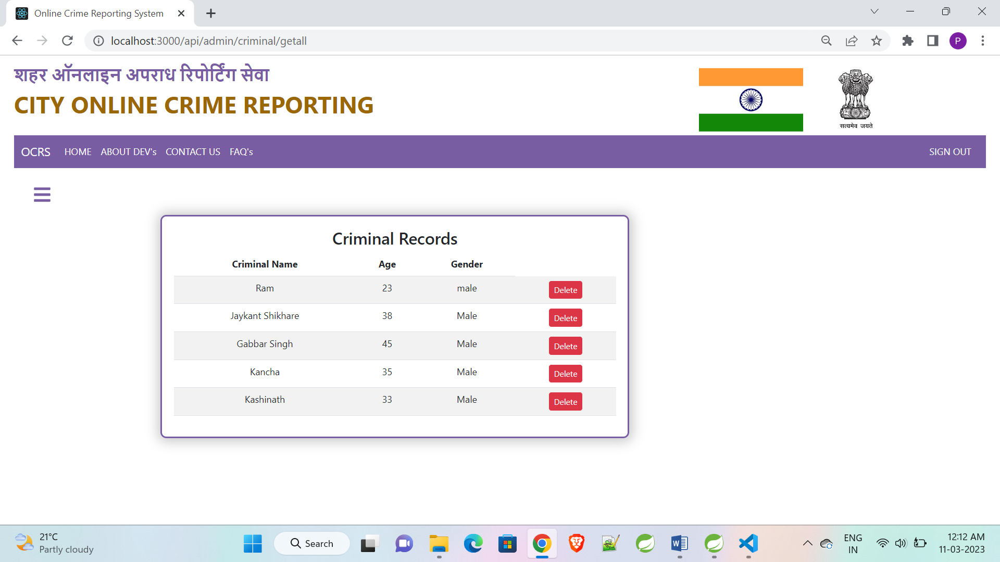 Online Crime Reporting System
localhost:3000/api/admin/criminal/getall
P
शहर ऑनलाइन अपराध रिपोर्टिंग सेवा
CITY ONLINE CRIME REPORTING
सत्यमेव जयते
OCRS HOME ABOUT DEV's CONTACT US FAQ's SIGN OUT
Criminal Records
Criminal Name Age Gender
Ram 23 male Delete
Jaykant Shikhare 38 Male Delete
Gabbar Singh 45 Male Delete
Kancha 35 Male Delete
Kashinath 33 Male Delete
21°C
Partly cloudy
Search
W
ENG
IN
12:12 AM
11-03-2023